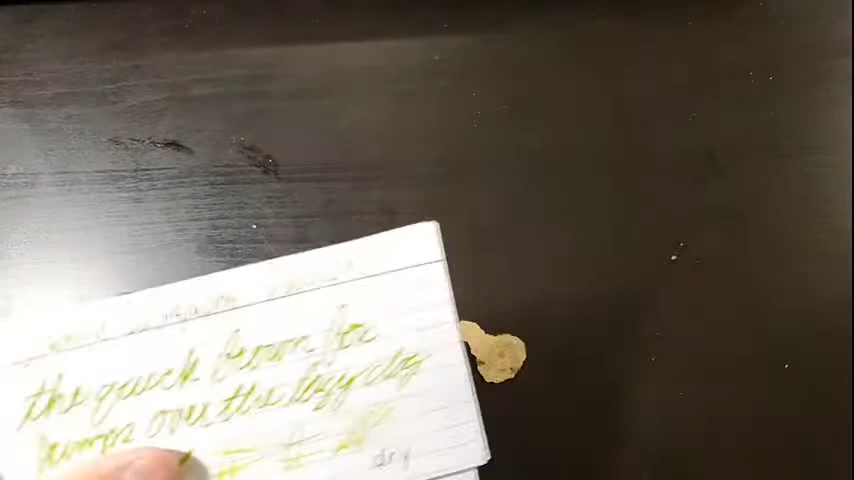 the quick brown fox
jumps over the lazy dog
dry